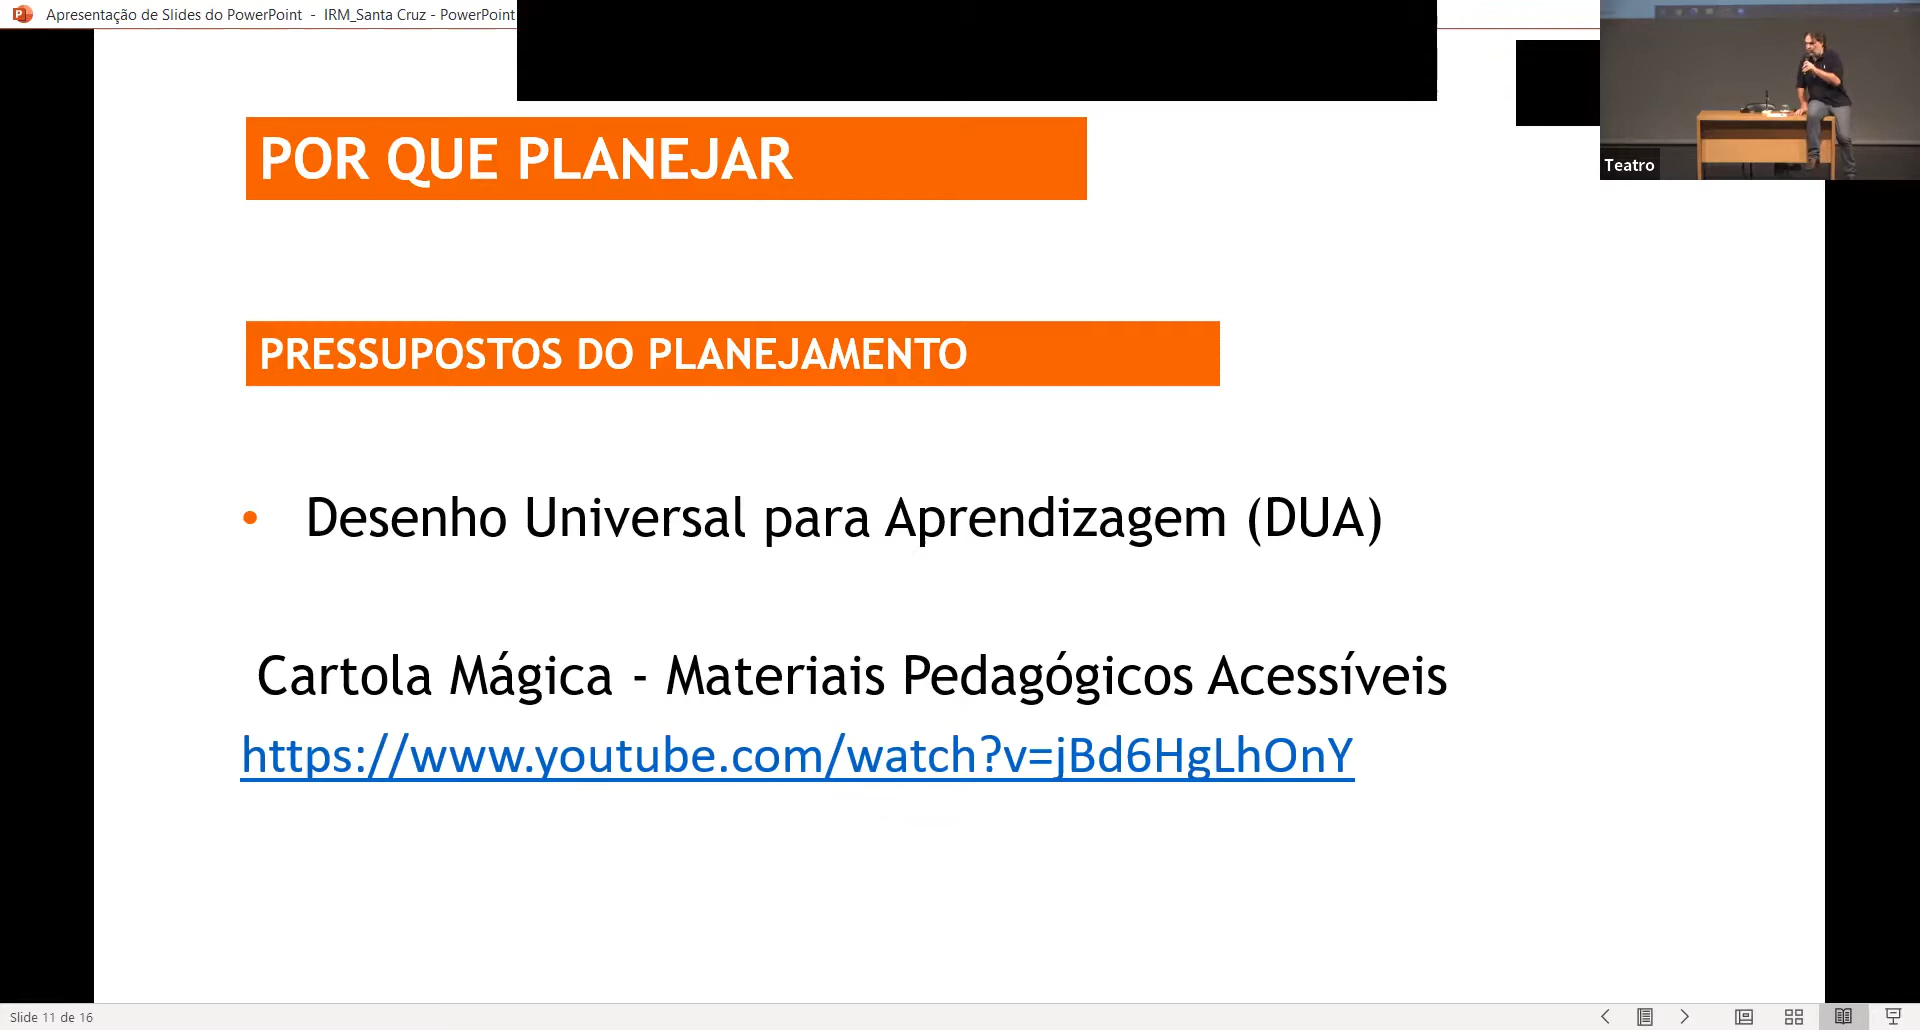 Apresentação de Slides do PowerPoint - IRM_Santa Cruz - PowerPoint
Teatro
POR QUE PLANEJAR
PRESSUPOSTOS DO PLANEJAMENTO
• Desenho Universal para Aprendizagem (DUA)
Cartola Mágica - Materiais Pedagógicos Acessíveis
https://www.youtube.com/watch?v=jBd6HgLhOnY
Slide 11 de 16